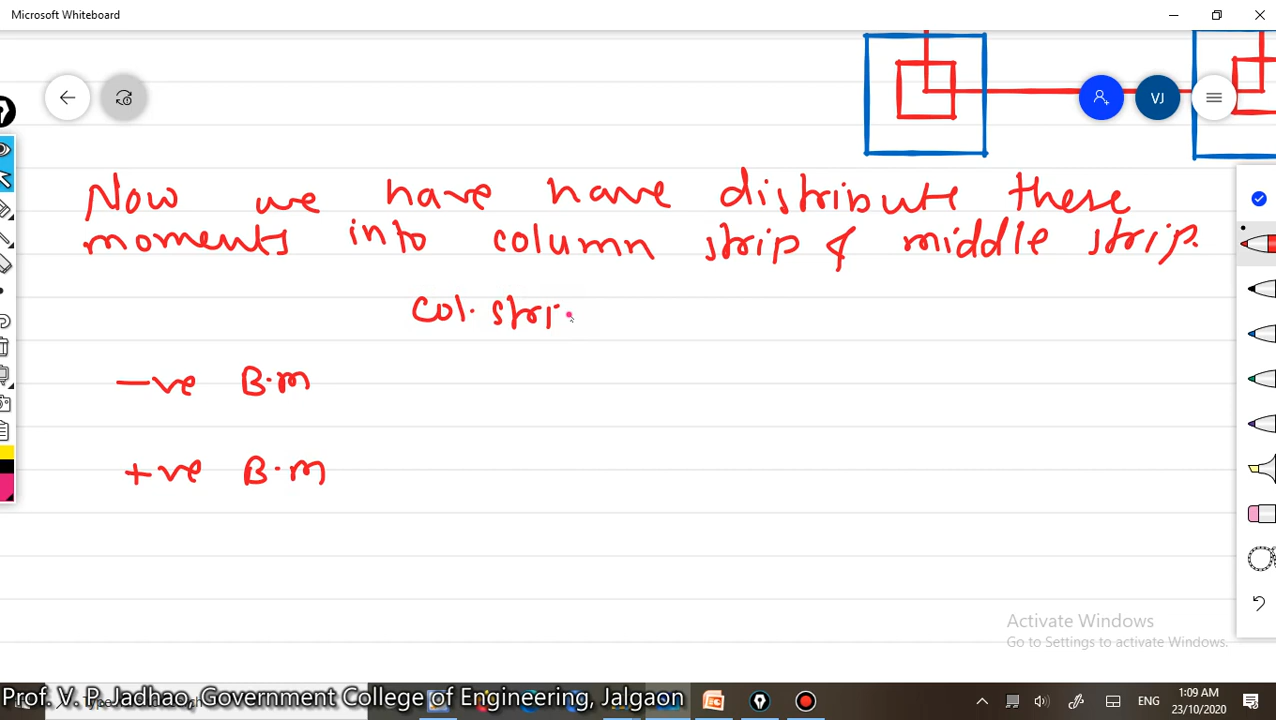 Microsoft Whiteboard
VJ
Now we have have distribute these
moments into column strip & middle strip.
Col. stri
-ve B.m
+ve B.m
Activate Windows
Go to Settings to activate Windows.
Prof. V. P. Jadhao, Government College of Engineering, Jalgaon
ENG
1:09 AM
23/10/2020